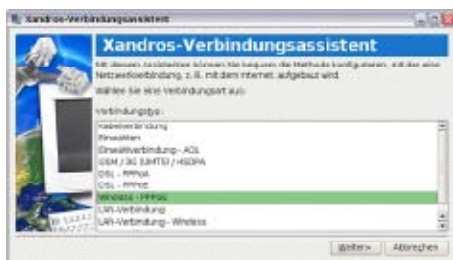 Xandros-Verbindungsassistent
Xandros-Verbindungsassistent
Mit diesem Assistenten können Sie bequem die Methode konfigurieren, mit der eine
Netzwerkverbindung, z. B. mit dem Internet, aufgebaut wird.
Wählen Sie eine Verbindungsart aus:
Verbindungstyp:
Kabelverbindung
Einwählen
Einwählverbindung - AOL
GSM / 3G (UMTS) / HSDPA
DSL - PPPoA
DSL - PPPoE
Wireless - PPPoE
LAN-Verbindung
LAN-Verbindung - Wireless
Weiter>
Abbrechen